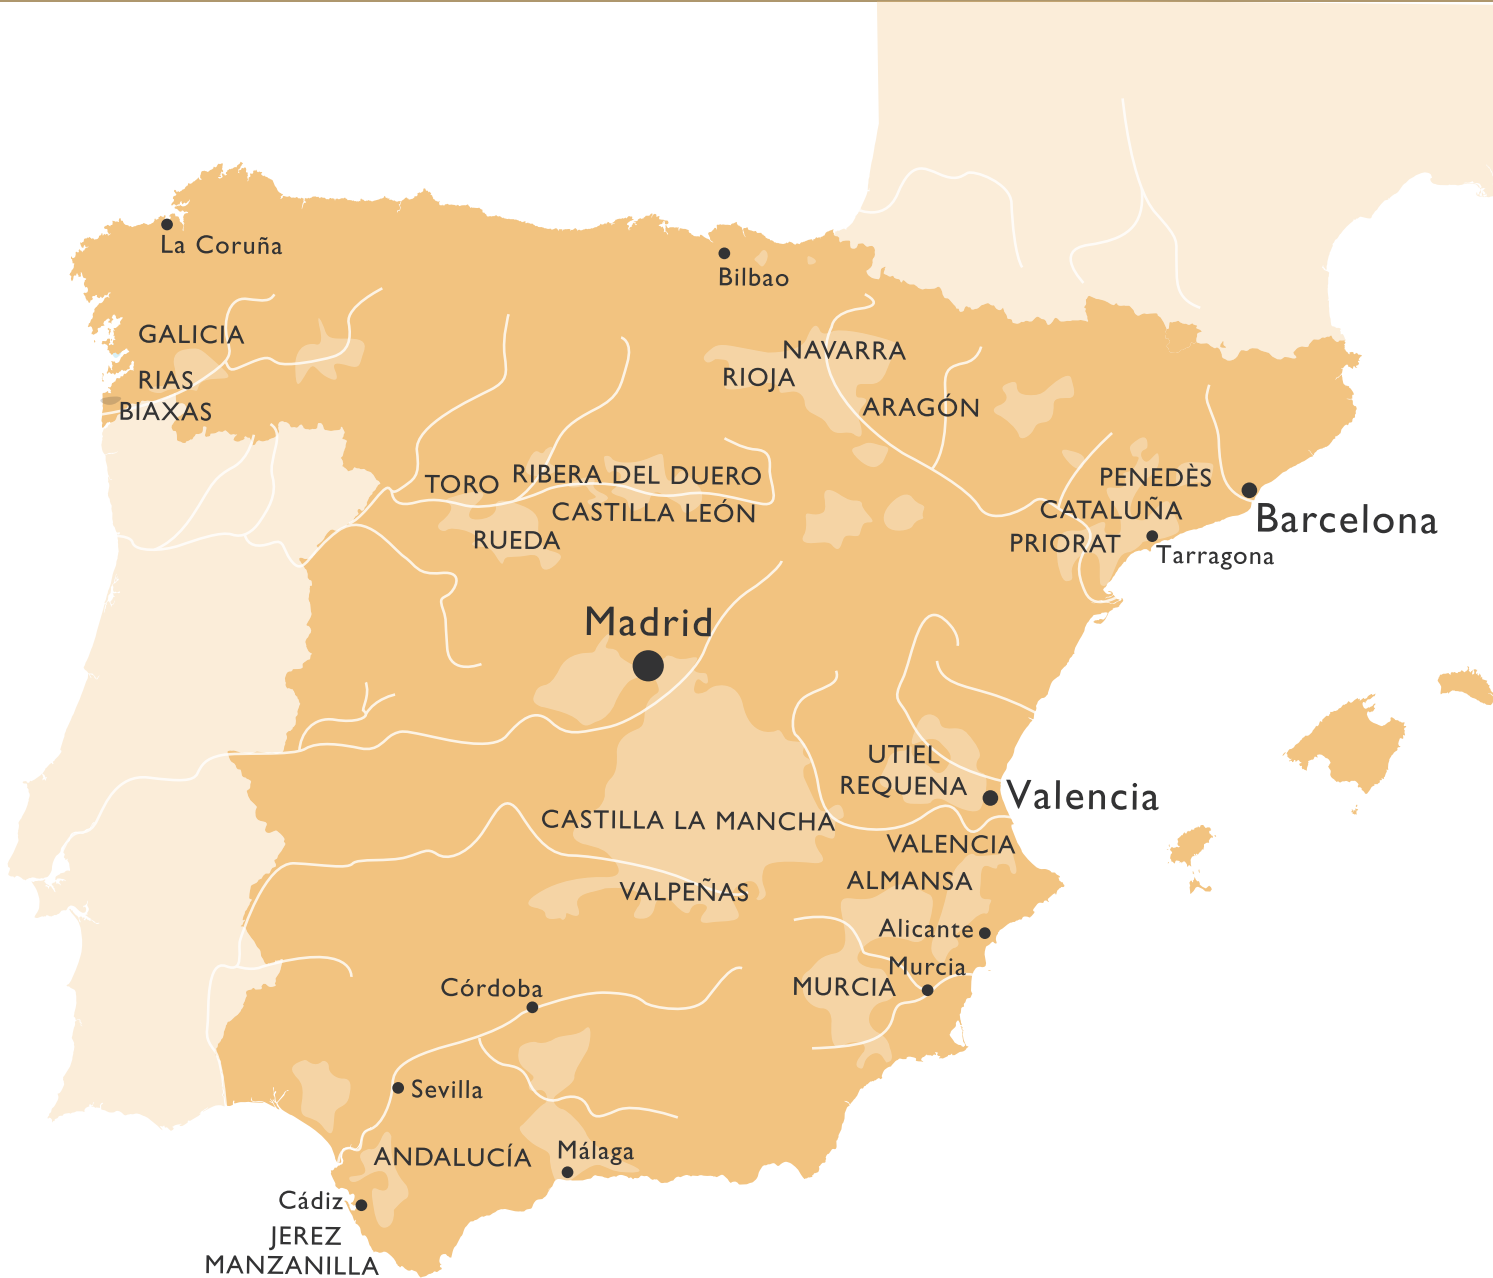 La Coruña
Bilbao
GALICIA
NAVARRA
RIAS
BIAXAS
RIOJA
ARAGÓN
TORO
RIBERA DEL DUERO
CASTILLA LEÓN
RUEDA
PENEDÈS
CATALUÑA
PRIORAT
Barcelona
Tarragona
Madrid
UTIEL
REQUENA
Valencia
CASTILLA LA MANCHA
VALENCIA
ALMANSA
VALPEÑAS
Alicante
Murcia
MURCIA
Córdoba
Sevilla
ANDALUCÍA
Málaga
Cádiz
JEREZ
MANZANILLA